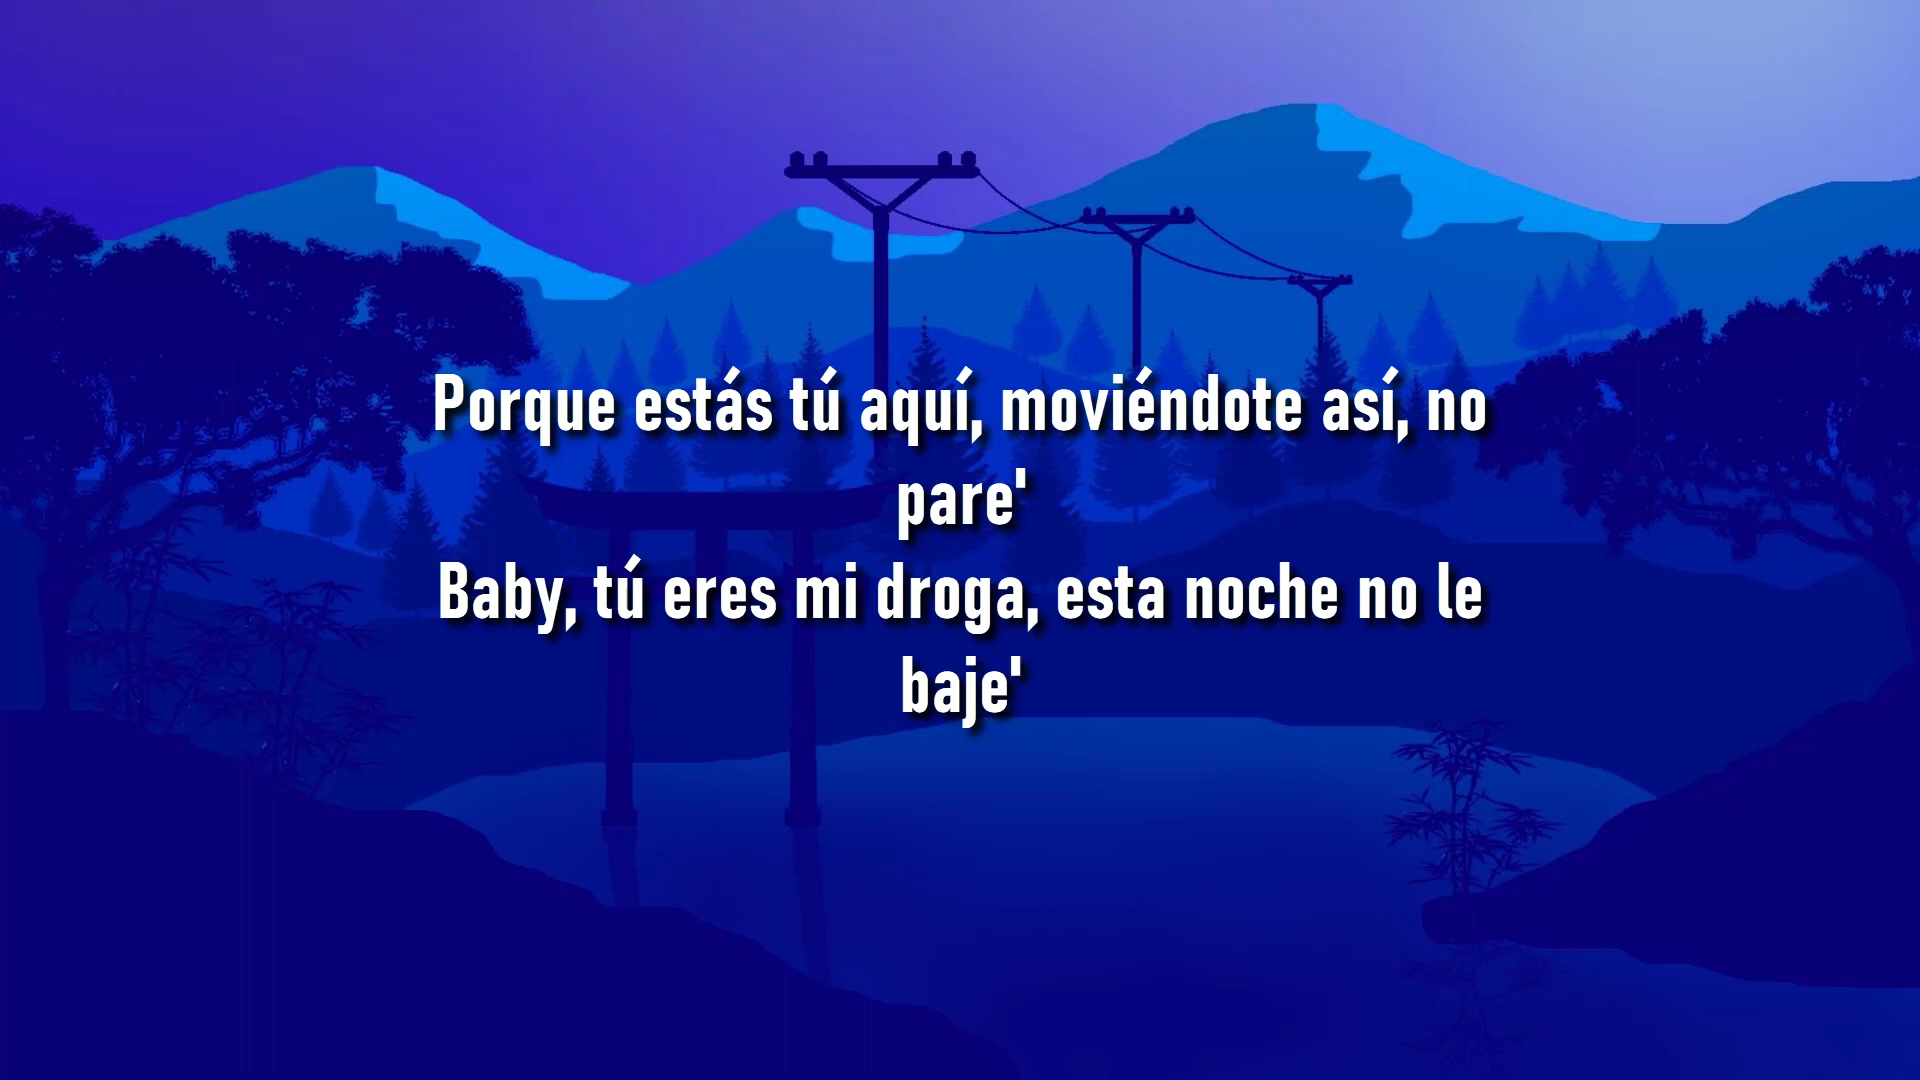 Porque estás tú aquí, moviéndote así, no
pare'
Baby, tú eres mi droga, esta noche no le
baje'